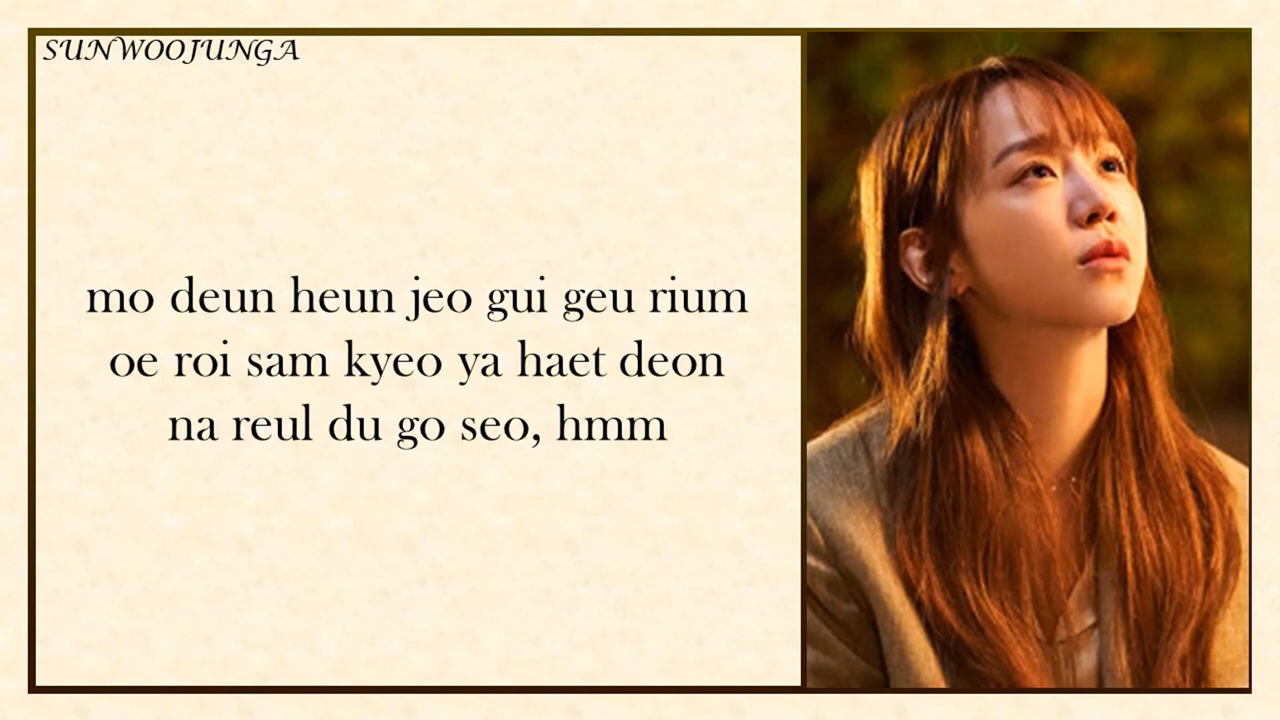 SUNWOOJUNGA
mo deun heun jeo gui geu rium
oe roi sam kyeo ya haet deon
na reul du go seo, hmm